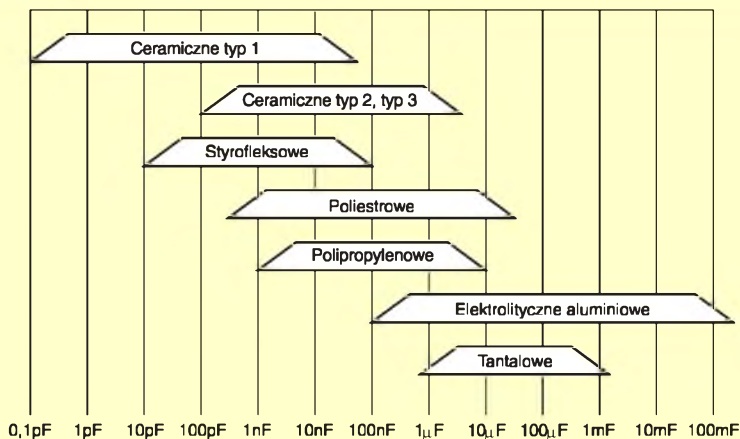 Ceramiczne typ 1
Ceramiczne typ 2, typ 3
Styrofleksowe
Poliestrowe
Polipropylenowe
Elektrolityczne aluminiowe
Tantalowe
0,1pF 1pF 10pF 100pF 1nF 10nF 100nF 1µF 10µF 100µF 1mF 10mF 100mF